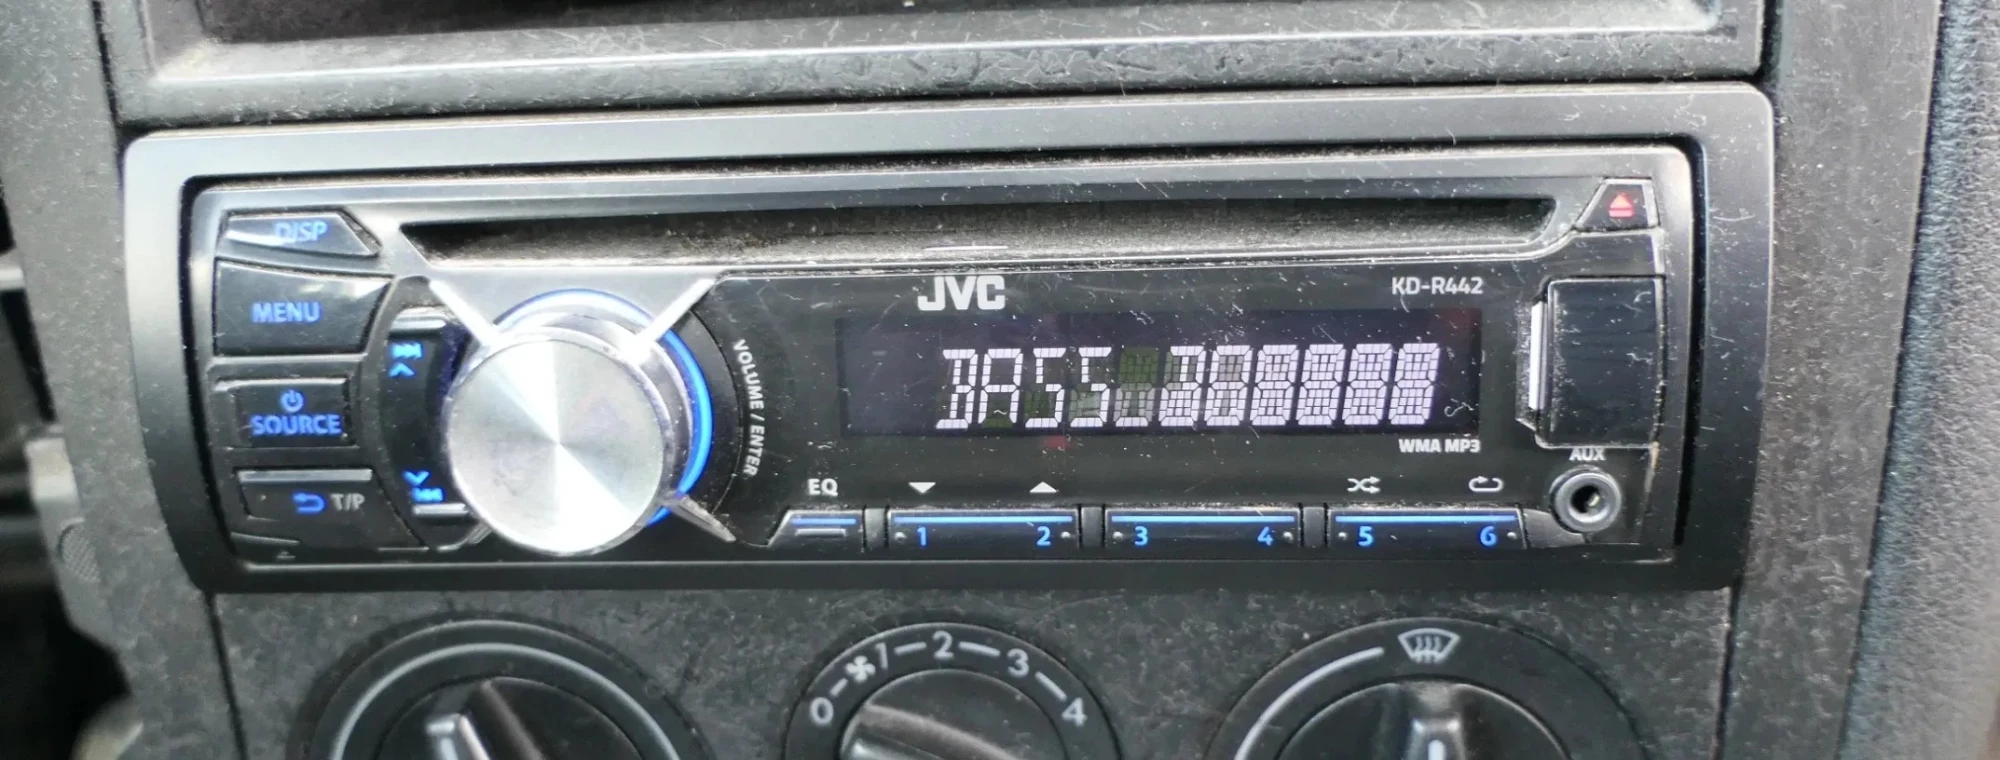 DISP
MENU
SOURCE
T/P
VOLUME / ENTER
JVC
KD-R442
BASS
WMA MP3
AUX
EQ
1 2 3 4 5 6
0 1 2 3 4